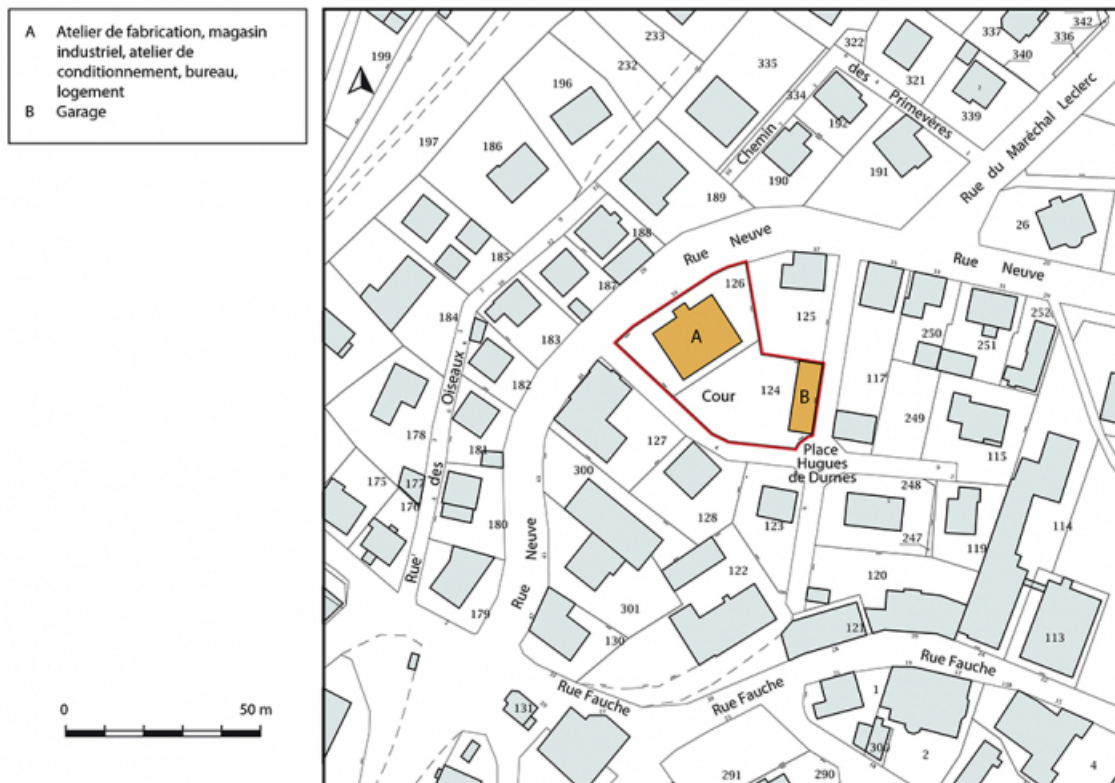 A Atelier de fabrication, magasin
industriel, atelier de
conditionnement, bureau,
logement
B Garage
0 50 m
199
233
232
335
322
337
342
336
340
321
339
196
197
186
334
192
Chemin
des Primevères
Rue du Maréchal Leclerc
190
191
189
188
185
187
184
183
182
181
178
177
175
176
180
179
Rue des Oiseaux
Rue Neuve
26
Rue Neuve
126
125
A
B
Cour
124
117
250
251
252
249
115
Place
Hugues
de Durnes
127
300
128
123
248
247
119
114
Rue Neuve
122
120
301
130
121
113
Rue Fauche
Rue Fauche
Rue Fauche
131
1
2
4
291
290